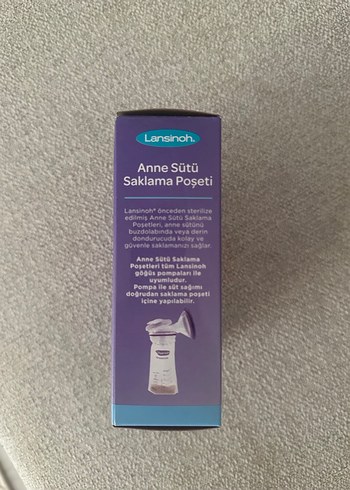 Lansinoh®
Anne Sütü
Saklama Poşeti
Lansinoh® önceden sterilize
edilmiş Anne Sütü Saklama
Poşetleri, anne sütünü
buzdolabında veya derin
dondurucuda kolay ve
güvenle saklamanızı sağlar.
Anne Sütü Saklama
Poşetleri tüm Lansinoh
göğüs pompaları ile
uyumludur.
Pompa ile süt sağımı
doğrudan saklama poşeti
içine yapılabilir.